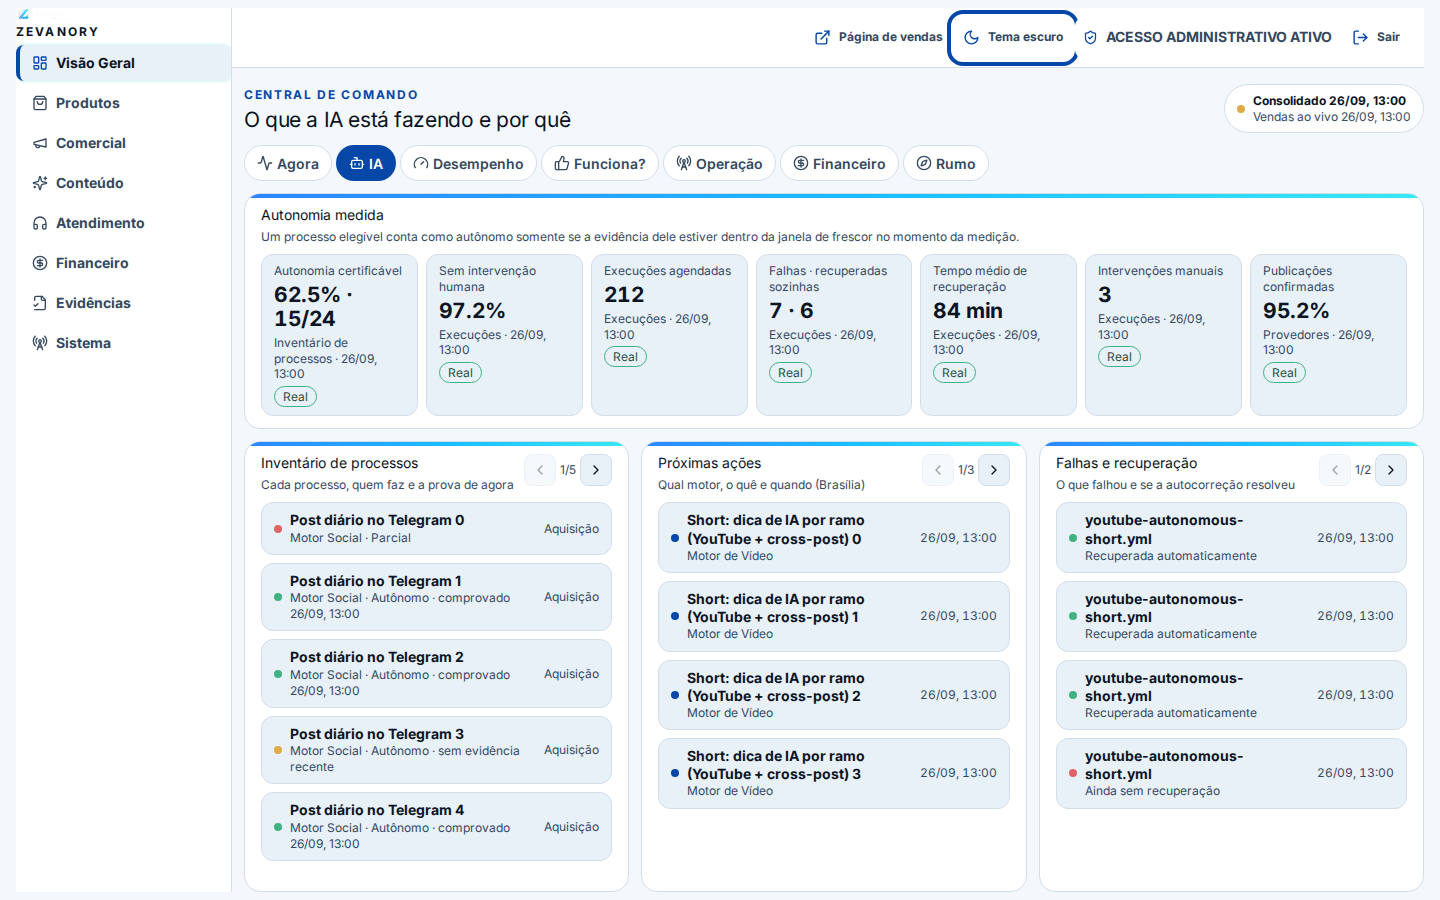 ZEVANORY
Visão Geral
Produtos
Comercial
Conteúdo
Atendimento
Financeiro
Evidências
Sistema
Página de vendas
Tema escuro
ACESSO ADMINISTRATIVO ATIVO
Sair
CENTRAL DE COMANDO
O que a IA está fazendo e por quê
Consolidado 26/09, 13:00
Vendas ao vivo 26/09, 13:00
Agora
IA
Desempenho
Funciona?
Operação
Financeiro
Rumo
Autonomia medida
Um processo elegível conta como autônomo somente se a evidência dele estiver dentro da janela de frescor no momento da medição.
Autonomia certificável
62.5% ·
15/24
Inventário de
processos · 26/09,
13:00
Real
Sem intervenção
humana
97.2%
Execuções · 26/09,
13:00
Real
Execuções agendadas
212
Execuções · 26/09,
13:00
Real
Falhas · recuperadas
sozinhas
7 · 6
Execuções · 26/09,
13:00
Real
Tempo médio de
recuperação
84 min
Execuções · 26/09,
13:00
Real
Intervenções manuais
3
Execuções · 26/09,
13:00
Real
Publicações
confirmadas
95.2%
Provedores · 26/09,
13:00
Real
Inventário de processos
Cada processo, quem faz e a prova de agora
1/5
Post diário no Telegram 0
Motor Social · Parcial
Aquisição
Post diário no Telegram 1
Motor Social · Autônomo · comprovado
26/09, 13:00
Aquisição
Post diário no Telegram 2
Motor Social · Autônomo · comprovado
26/09, 13:00
Aquisição
Post diário no Telegram 3
Motor Social · Autônomo · sem evidência
recente
Aquisição
Post diário no Telegram 4
Motor Social · Autônomo · comprovado
26/09, 13:00
Aquisição
Próximas ações
Qual motor, o quê e quando (Brasília)
1/3
Short: dica de IA por ramo
(YouTube + cross-post) 0
Motor de Vídeo
26/09, 13:00
Short: dica de IA por ramo
(YouTube + cross-post) 1
Motor de Vídeo
26/09, 13:00
Short: dica de IA por ramo
(YouTube + cross-post) 2
Motor de Vídeo
26/09, 13:00
Short: dica de IA por ramo
(YouTube + cross-post) 3
Motor de Vídeo
26/09, 13:00
Falhas e recuperação
O que falhou e se a autocorreção resolveu
1/2
youtube-autonomous-
short.yml
Recuperada automaticamente
26/09, 13:00
youtube-autonomous-
short.yml
Recuperada automaticamente
26/09, 13:00
youtube-autonomous-
short.yml
Recuperada automaticamente
26/09, 13:00
youtube-autonomous-
short.yml
Ainda sem recuperação
26/09, 13:00